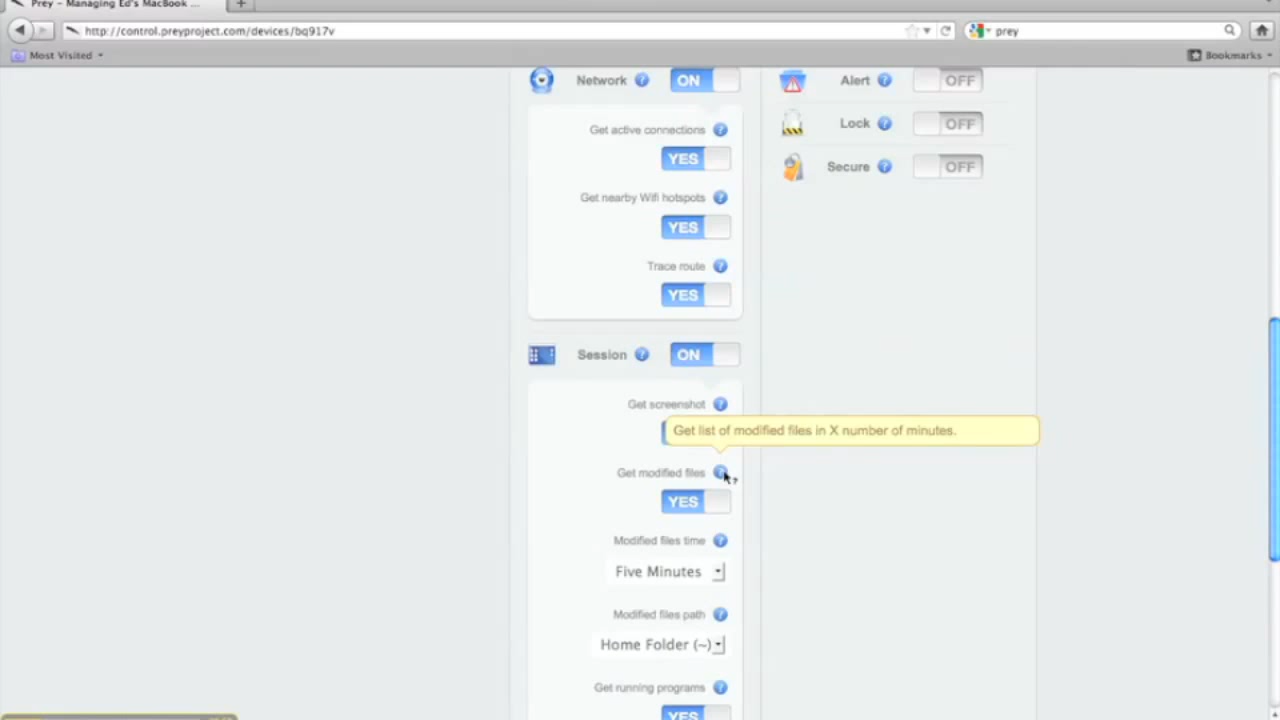 Prey - Managing Ed's MacBook ...
http://control.preyproject.com/devices/bq917v
prey
Most Visited
Bookmarks
Network ? ON
Get active connections ?
YES
Get nearby Wifi hotspots ?
YES
Trace route ?
YES
Session ? ON
Get screenshot ?
Get list of modified files in X number of minutes.
Get modified files ?
YES
Modified files time ?
Five Minutes
Modified files path ?
Home Folder (~)
Get running programs ?
YES
Alert ? OFF
Lock ? OFF
Secure ? OFF